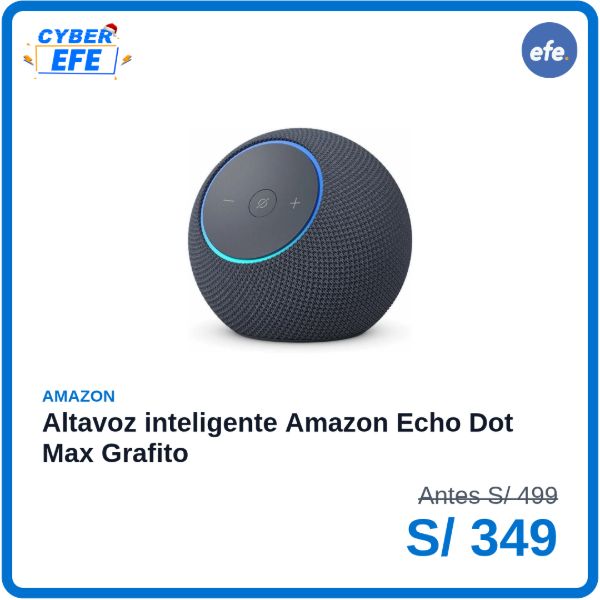 CYBER
EFE
efe.
AMAZON
Altavoz inteligente Amazon Echo Dot
Max Grafito
Antes S/ 499
S/ 349